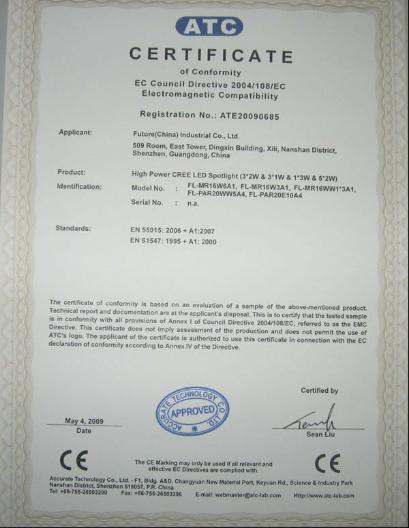 ATC
CERTIFICATE
of Conformity
EC Council Directive 2004/108/EC
Electromagnetic Compatibility
Registration No.: ATE20090685
Applicant: Future(China) Industrial Co., Ltd.
509 Room, East Tower, Dingxin Building, Xili, Nanshan District,
Shenzhen, Guangdong, China
Product: High Power CREE LED Spotlight (3*2W & 3*1W & 1*3W & 5*2W)
Identification: Model No. : FL-MR16W6A1, FL-MR16W3A1, FL-MR16WW1*3A1,
FL-PAR20WW5A4, FL-PAR20E10A4
Serial No. : n.a.
Standards: EN 55015: 2006 + A1:2007
EN 61547: 1995 + A1: 2000
The certificate of conformity is based on an evaluation of a sample of the above-mentioned product.
Technical report and documentation are at the applicant's disposal. This is to certify that the tested sample
is in conformity with all provisions of Annex I of Council Directive 2004/108/EC, referred to as the EMC
Directive. This certificate does not imply assessment of the production and does not permit the use of
ATC's logo. The applicant of the certificate is authorized to use this certificate in connection with the EC
declaration of conformity according to Annex IV of the Directive.
Certified by
ACCURATE TECHNOLOGY CO., LTD.
APPROVED
May 4, 2009
Date
Sean Liu
CE
The CE Marking may only be used if all relevant and
effective EC Directives are complied with.
CE
Accurate Technology Co., Ltd. - F1, Bldg. A&D, Changyuan New Material Port, Keyuan Rd., Science & Industry Park
Nanshan District, Shenzhen 518057, P.R. China
Tel: +86-755-26503290 Fax: +86-755-26503396 E-mail: webmaster@atc-lab.com Http://www.atc-lab.com